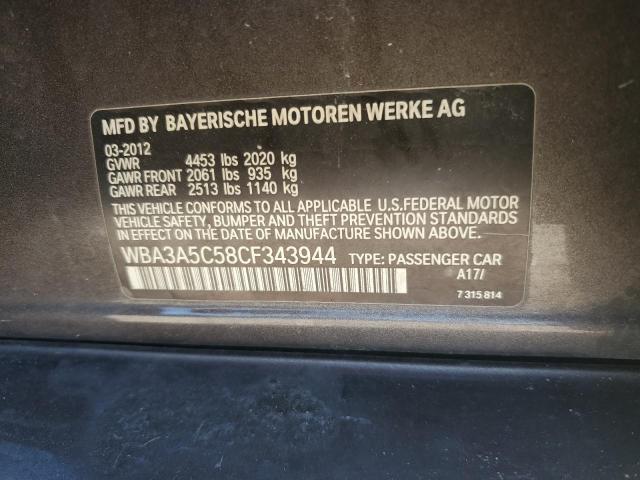 MFD BY BAYERISCHE MOTOREN WERKE AG
03-2012
GVWR 4453 lbs 2020 kg
GAWR FRONT 2061 lbs 935 kg
GAWR REAR 2513 lbs 1140 kg
THIS VEHICLE CONFORMS TO ALL APPLICABLE U.S.FEDERAL MOTOR
VEHICLE SAFETY, BUMPER AND THEFT PREVENTION STANDARDS
IN EFFECT ON THE DATE OF MANUFACTURE SHOWN ABOVE.
WBA3A5C58CF343944 TYPE: PASSENGER CAR
A17/
7 315 814